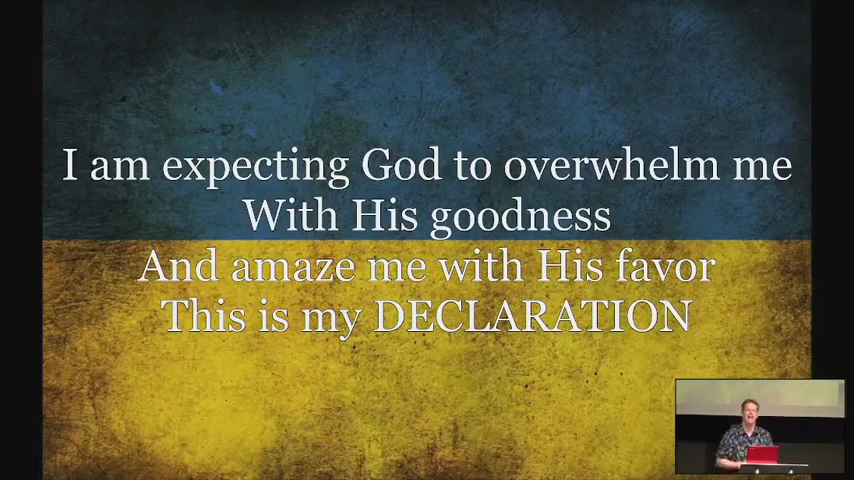 I am expecting God to overwhelm me
With His goodness
And amaze me with His favor
This is my DECLARATION